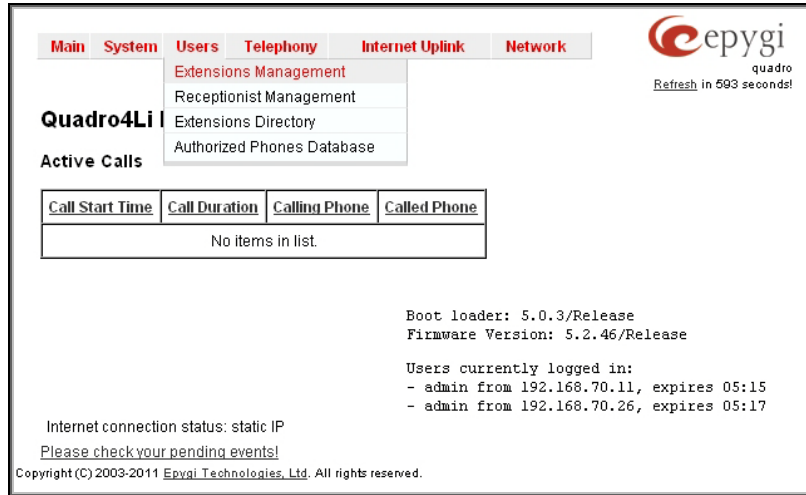 epygi
quadro
Refresh in 593 seconds!
Main System Users Telephony Internet Uplink Network
Extensions Management
Receptionist Management
Extensions Directory
Authorized Phones Database
Quadro4Li
Active Calls
Call Start Time Call Duration Calling Phone Called Phone
No items in list.
Boot loader: 5.0.3/Release
Firmware Version: 5.2.46/Release
Users currently logged in:
- admin from 192.168.70.11, expires 05:15
- admin from 192.168.70.26, expires 05:17
Internet connection status: static IP
Please check your pending events!
Copyright (C) 2003-2011 Epygi Technologies, Ltd. All rights reserved.